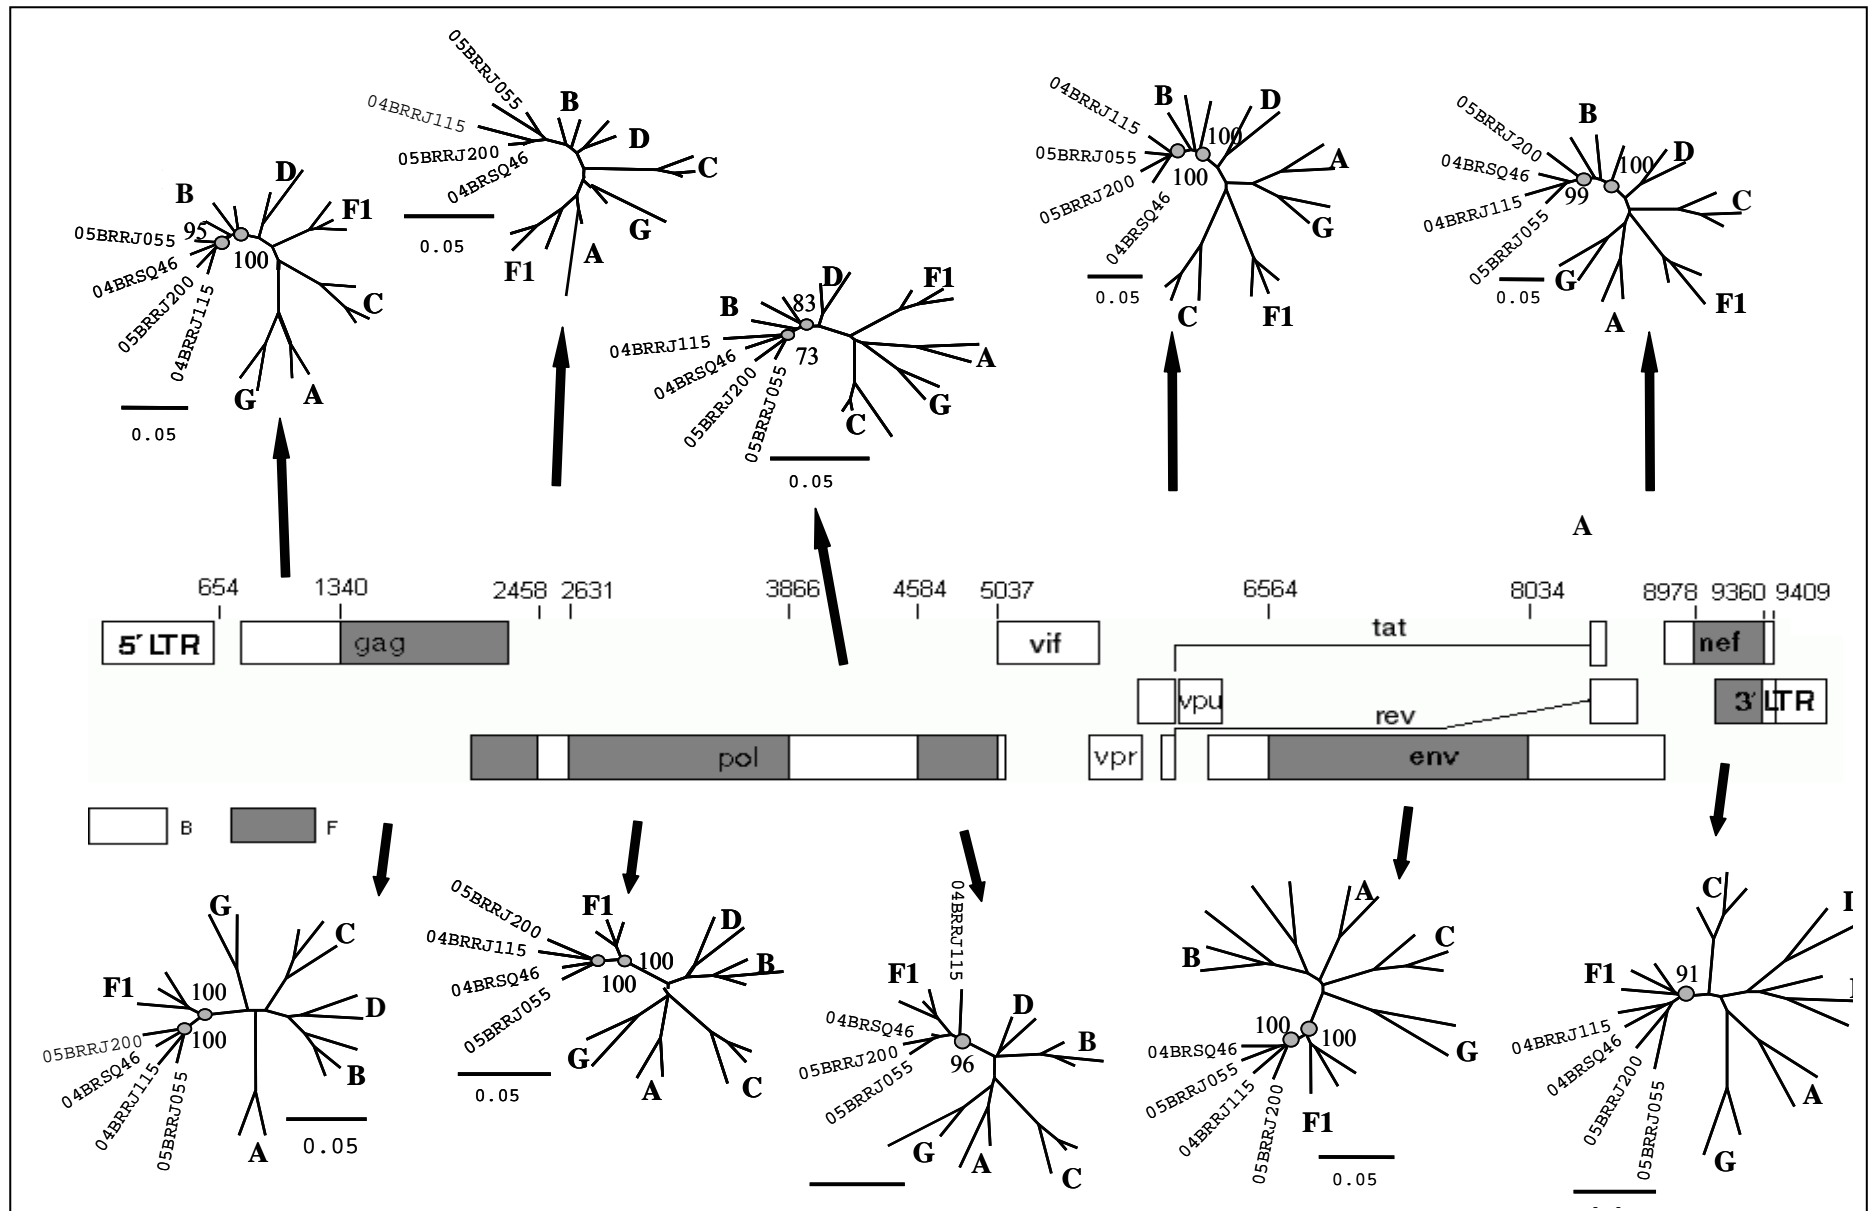 05BRRJ055
04BRRJ115
05BRRJ200
04BRSQ46
B
D
C
G
A
F1
0.05
B
D
F1
95
05BRRJ055
04BRSQ46
05BRRJ200
04BRRJ115
100
C
G
A
0.05
B
83
D
F1
04BRRJ115
04BRSQ46
05BRRJ200
05BRRJ055
73
A
G
C
0.05
04BRRJ115
B
100
D
05BRRJ055
05BRRJ200
04BRSQ46
100
A
G
C
F1
0.05
05BRRJ200
B
100
D
04BRSQ46
04BRRJ115
05BRRJ055
99
C
G
A
F1
0.05
A
654
1340
2458
2631
3866
4584
5037
6564
8034
8978
9360
9409
5´ LTR
gag
vif
tat
nef
vpu
rev
3´ LTR
pol
vpr
env
B
F
G
C
F1
100
100
D
05BRRJ200
04BRSQ46
04BRRJ115
05BRRJ055
B
A
0.05
05BRRJ200
F1
D
04BRRJ115
100
B
04BRSQ46
100
05BRRJ055
G
A
C
0.05
04BRRJ115
F1
D
04BRSQ46
05BRRJ200
05BRRJ055
96
B
G
A
C
A
B
C
100
100
04BRSQ46
05BRRJ055
04BRRJ115
05BRRJ200
G
F1
0.05
C
F1
91
04BRRJ115
04BRSQ46
05BRRJ200
05BRRJ055
A
G